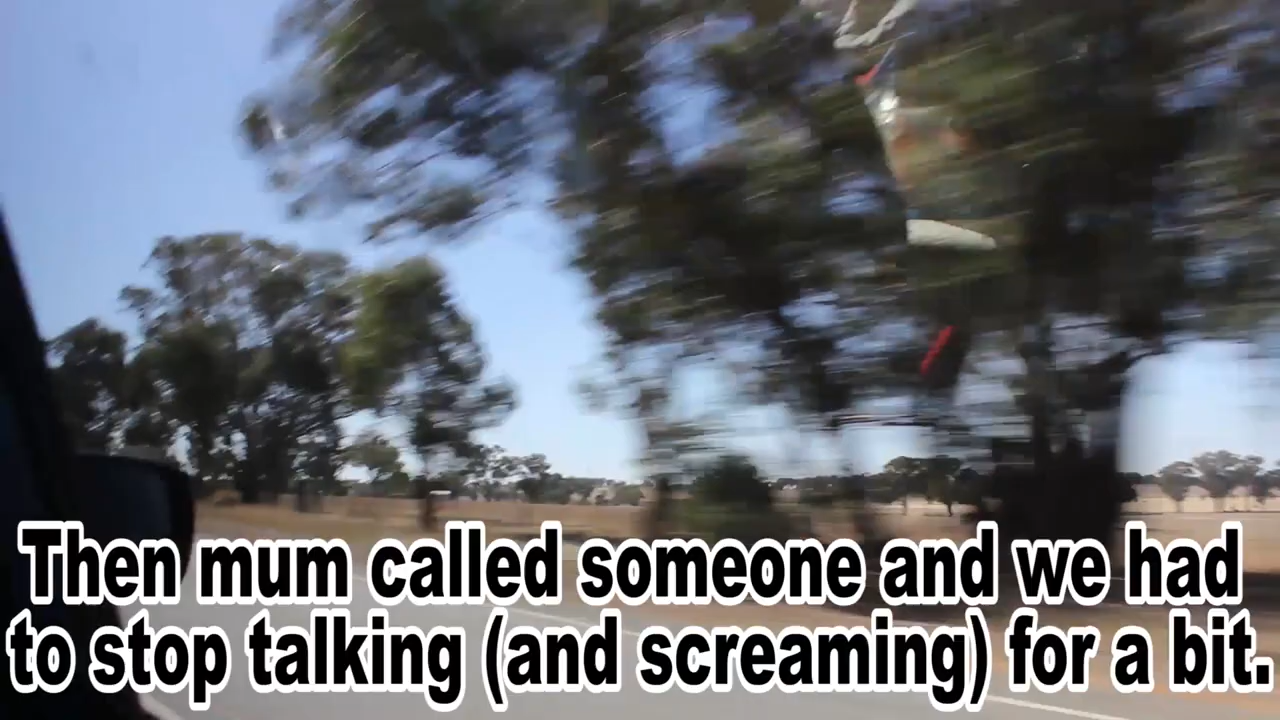 Then mum called someone and we had
to stop talking (and screaming) for a bit.